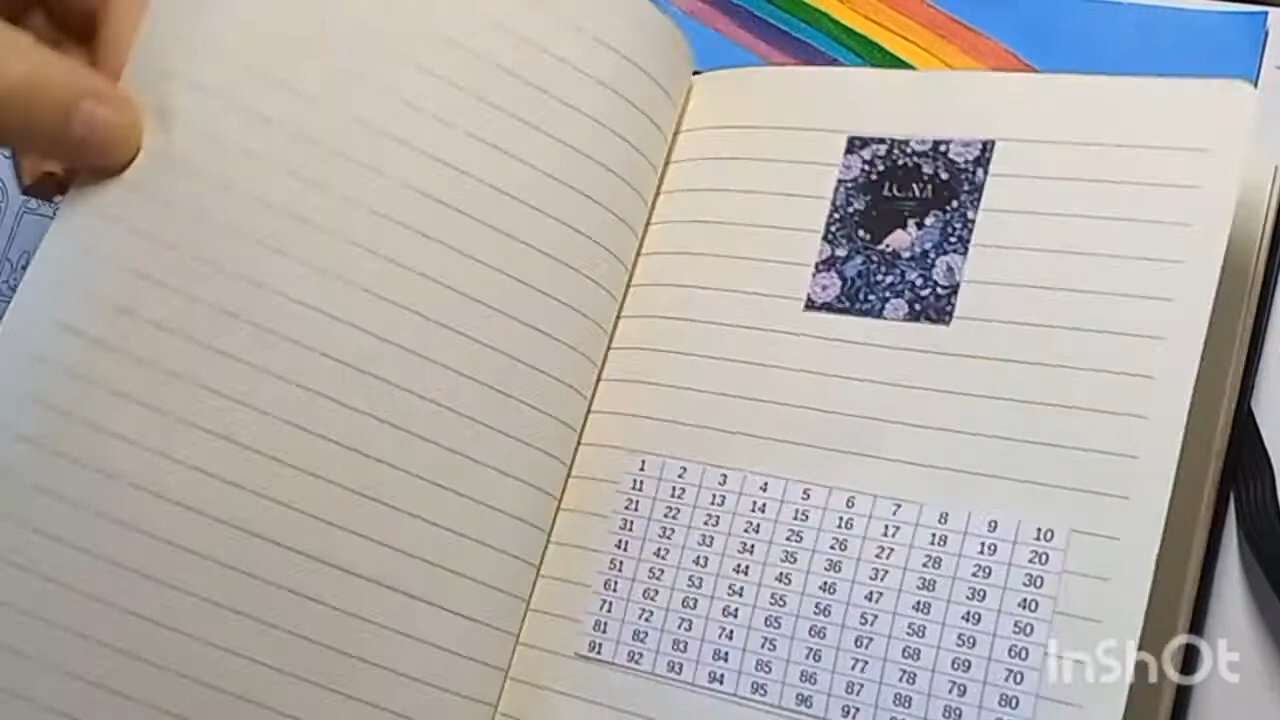 LUNA
1 2 3 4 5 6 7 8 9 10
11 12 13 14 15 16 17 18 19 20
21 22 23 24 25 26 27 28 29 30
31 32 33 34 35 36 37 38 39 40
41 42 43 44 45 46 47 48 49 50
51 52 53 54 55 56 57 58 59 60
61 62 63 64 65 66 67 68 69 70
71 72 73 74 75 76 77 78 79 80
81 82 83 84 85 86 87 88 89
91 92 93 94 95 96 97
InShOt